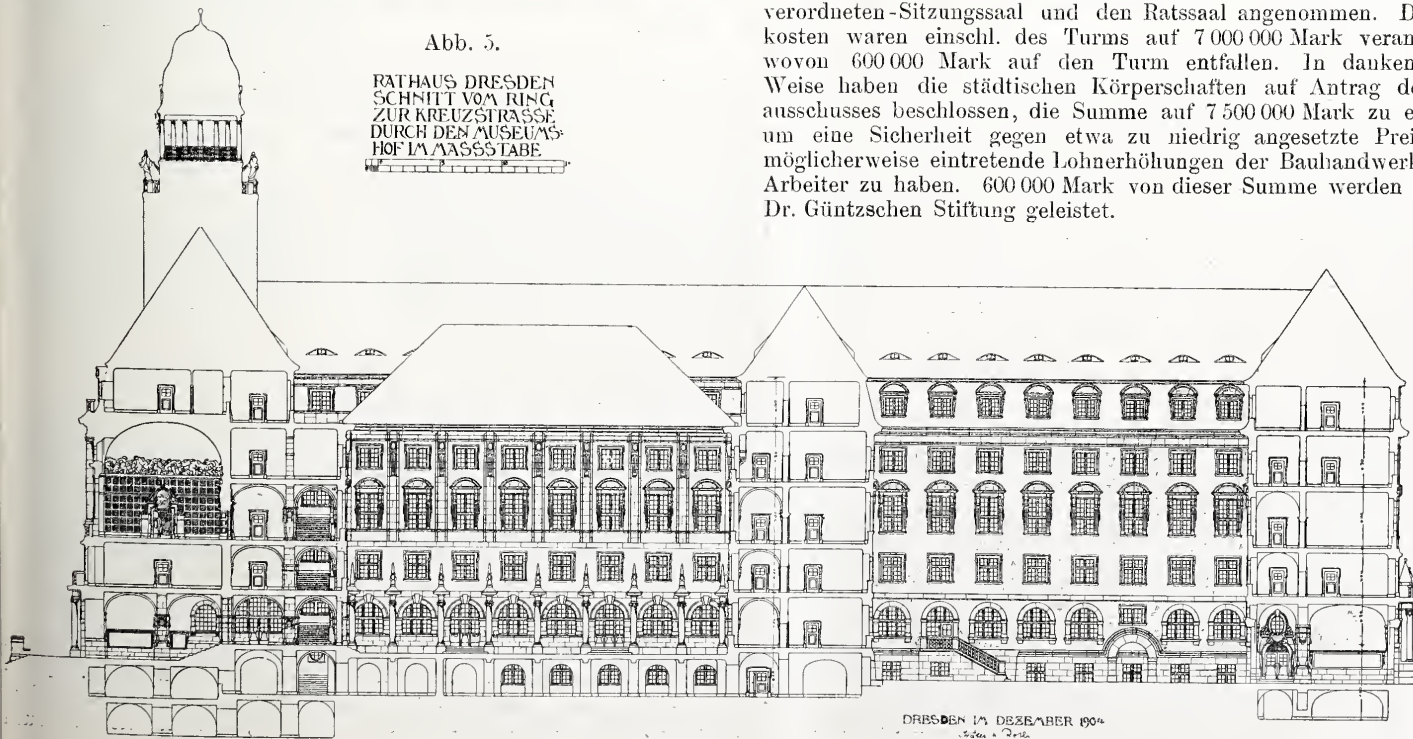 Abb. 5.
RATHAUS DRESDEN
SCHNITT VOM RING
ZUR KREUZSTRASSE
DURCH DEN MUSEUMS-
HOF IM MASSSTABE
verordneten-Sitzungssaal und den Ratssaal angenommen. D
kosten waren einschl. des Turms auf 7 000 000 Mark veran
wovon 600 000 Mark auf den Turm entfallen. In danken
Weise haben die städtischen Körperschaften auf Antrag de
ausschusses beschlossen, die Summe auf 7 500 000 Mark zu e
um eine Sicherheit gegen etwa zu niedrig angesetzte Prei
möglicherweise eintretende Lohnerhöhungen der Bauhandwerk
Arbeiter zu haben. 600 000 Mark von dieser Summe werden
Dr. Güntzschen Stiftung geleistet.
DRESDEN IM DEZEMBER 1904